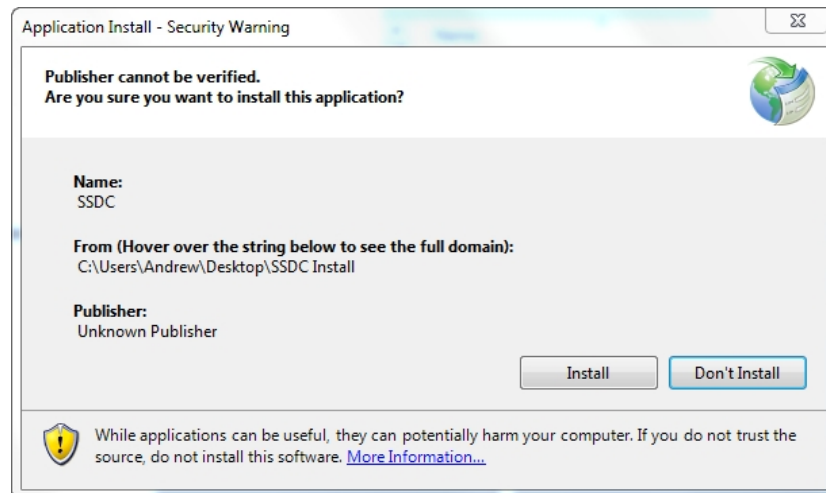 Application Install - Security Warning
Publisher cannot be verified.
Are you sure you want to install this application?
Name:
SSDC
From (Hover over the string below to see the full domain):
C:\Users\Andrew\Desktop\SSDC Install
Publisher:
Unknown Publisher
Install Don't Install
While applications can be useful, they can potentially harm your computer. If you do not trust the
source, do not install this software. More Information...